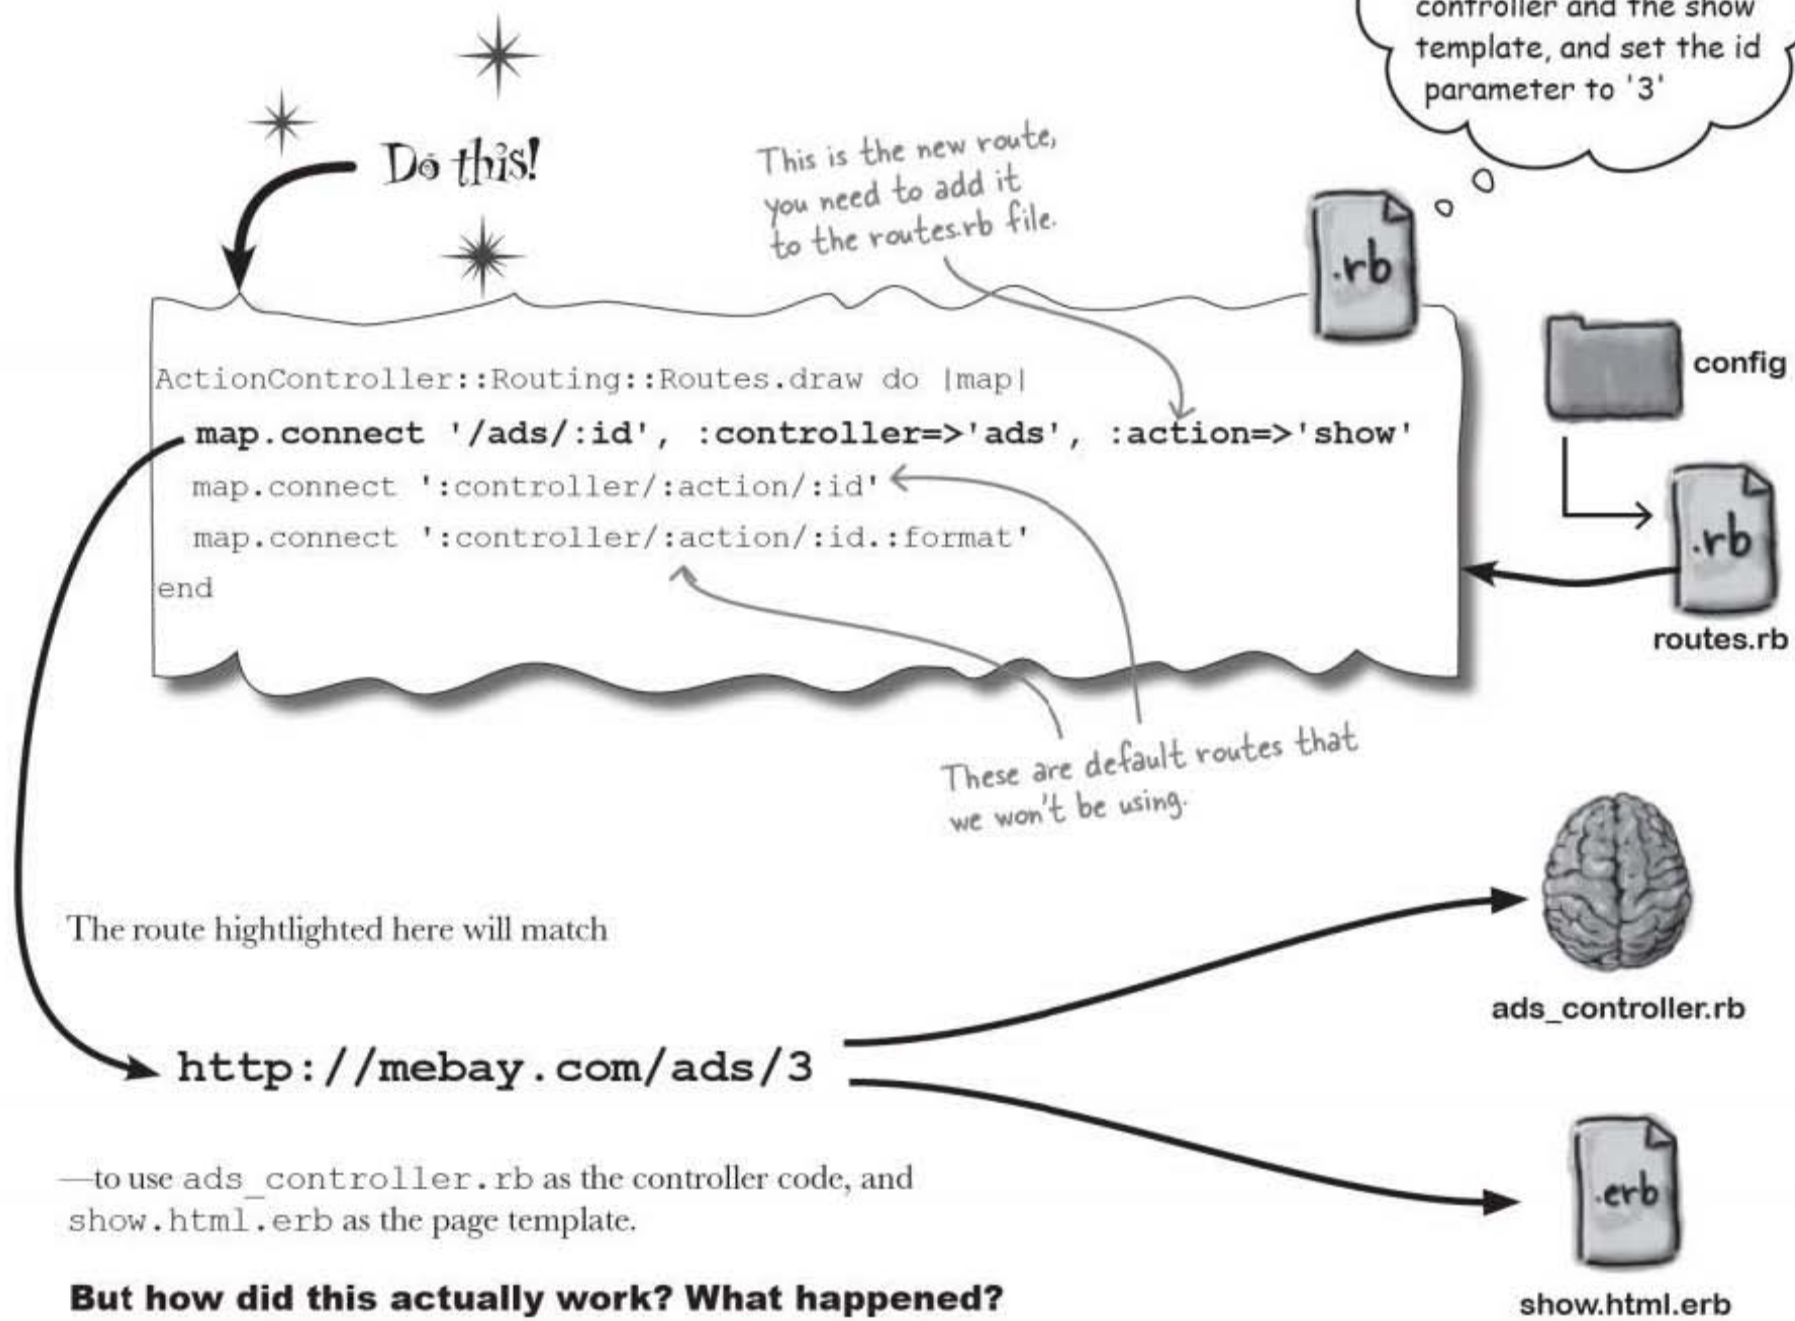 controller and the show
template, and set the id
parameter to '3'
Do this!
This is the new route,
you need to add it
to the routes.rb file.
.rb
config
ActionController::Routing::Routes.draw do |map|
map.connect '/ads/:id', :controller=>'ads', :action=>'show'
map.connect ':controller/:action/:id'
map.connect ':controller/:action/:id.:format'
end
.rb
routes.rb
These are default routes that
we won't be using.
The route hightlighted here will match
ads_controller.rb
http://mebay.com/ads/3
—to use ads_controller.rb as the controller code, and
show.html.erb as the page template.
.erb
But how did this actually work? What happened?
show.html.erb